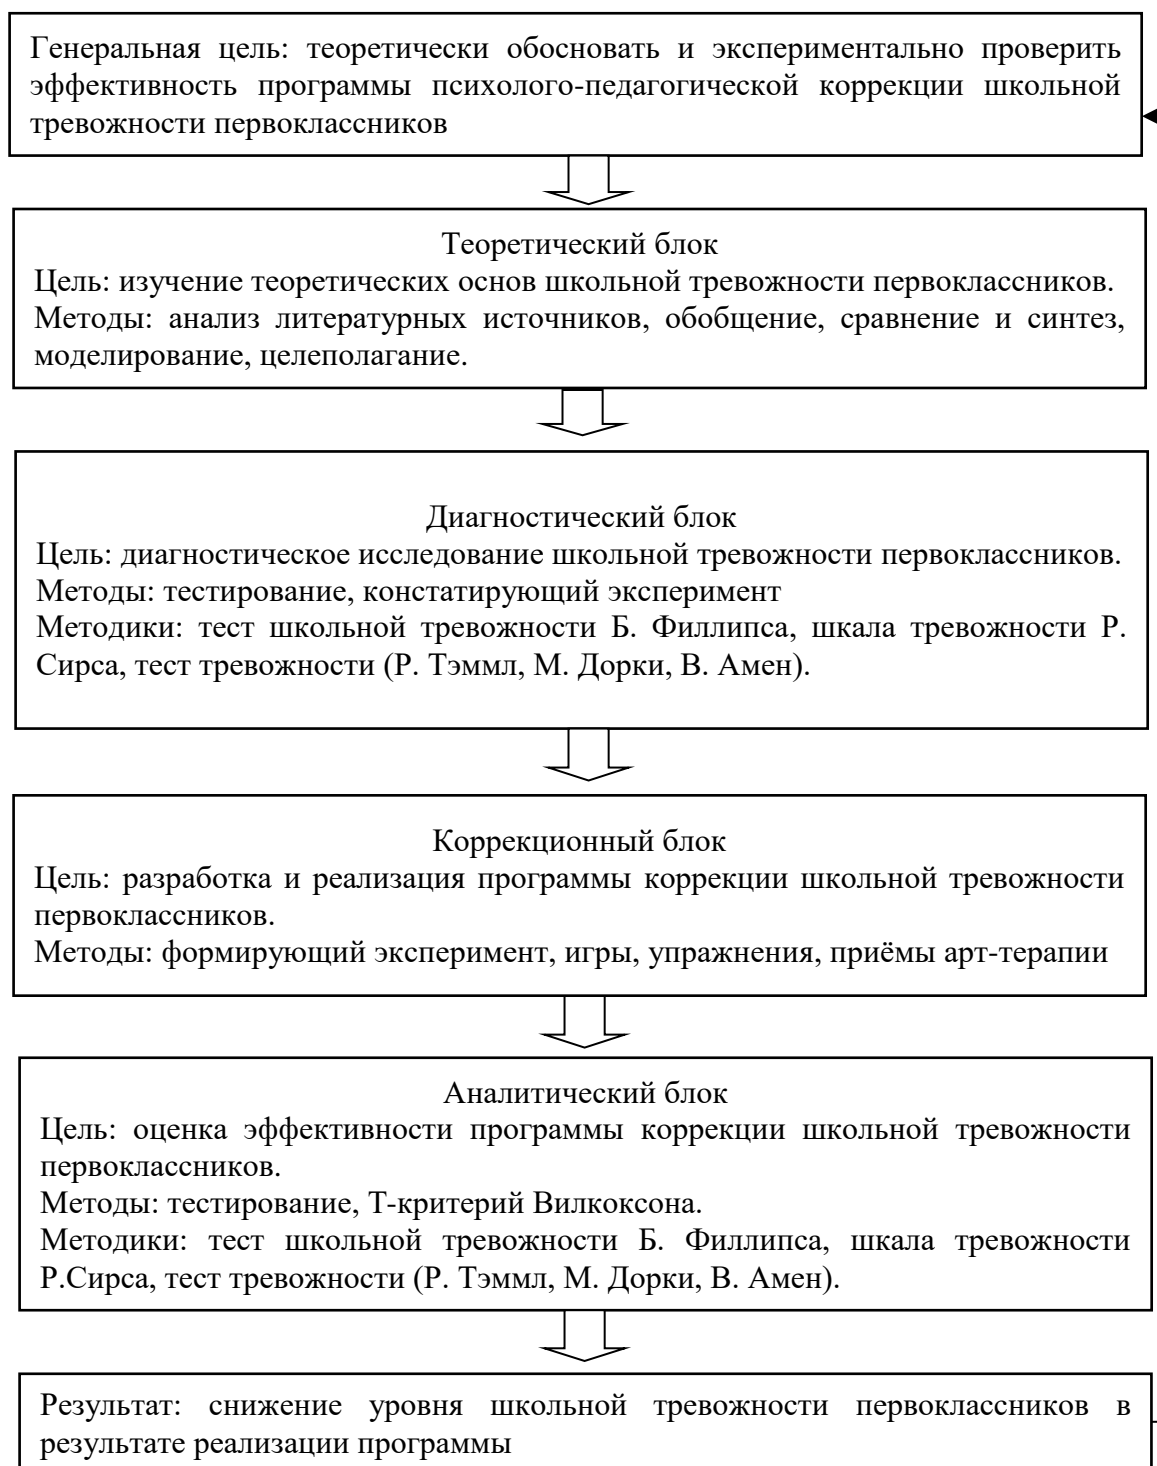 Генеральная цель: теоретически обосновать и экспериментально проверить
эффективность программы психолого-педагогической коррекции школьной
тревожности первоклассников
Теоретический блок
Цель: изучение теоретических основ школьной тревожности первоклассников.
Методы: анализ литературных источников, обобщение, сравнение и синтез,
моделирование, целеполагание.
Диагностический блок
Цель: диагностическое исследование школьной тревожности первоклассников.
Методы: тестирование, констатирующий эксперимент
Методики: тест школьной тревожности Б. Филлипса, шкала тревожности Р.
Сирса, тест тревожности (Р. Тэммл, М. Дорки, В. Амен).
Коррекционный блок
Цель: разработка и реализация программы коррекции школьной тревожности
первоклассников.
Методы: формирующий эксперимент, игры, упражнения, приёмы арт-терапии
Аналитический блок
Цель: оценка эффективности программы коррекции школьной тревожности
первоклассников.
Методы: тестирование, Т-критерий Вилкоксона.
Методики: тест школьной тревожности Б. Филлипса, шкала тревожности
Р.Сирса, тест тревожности (Р. Тэммл, М. Дорки, В. Амен).
Результат: снижение уровня школьной тревожности первоклассников в
результате реализации программы